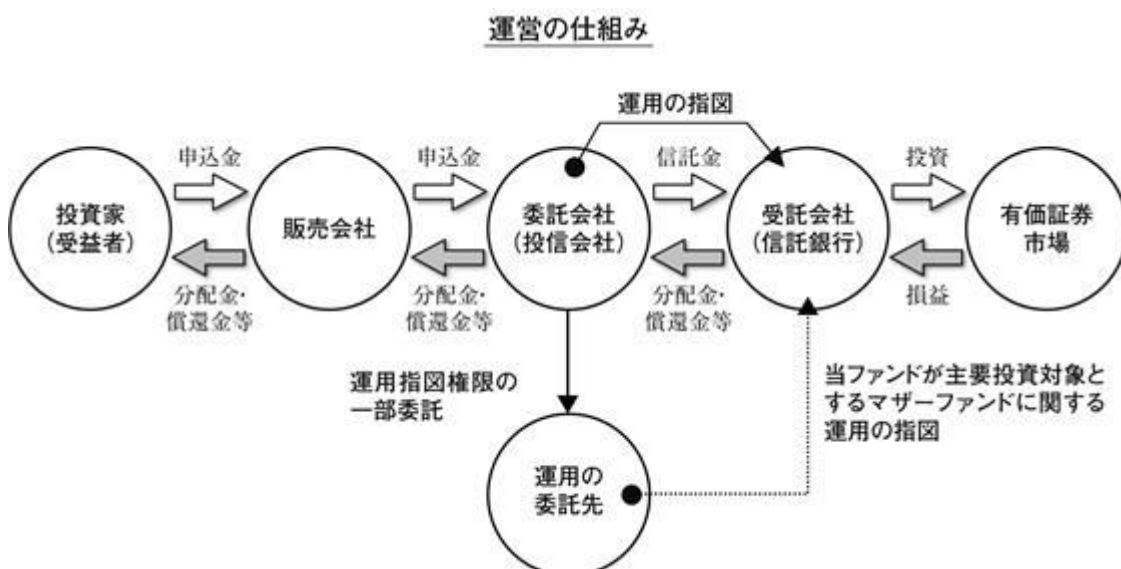 運営の仕組み
運用の指図
申込金
申込金
信託金
投資
投資家
(受益者)
販売会社
委託会社
(投信会社)
受託会社
(信託銀行)
有価証券
市場
分配金・
償還金等
分配金・
償還金等
分配金・
償還金等
損益
運用指図権限の
一部委託
当ファンドが主要投資対象と
するマザーファンドに関する
運用の指図
運用の
委託先